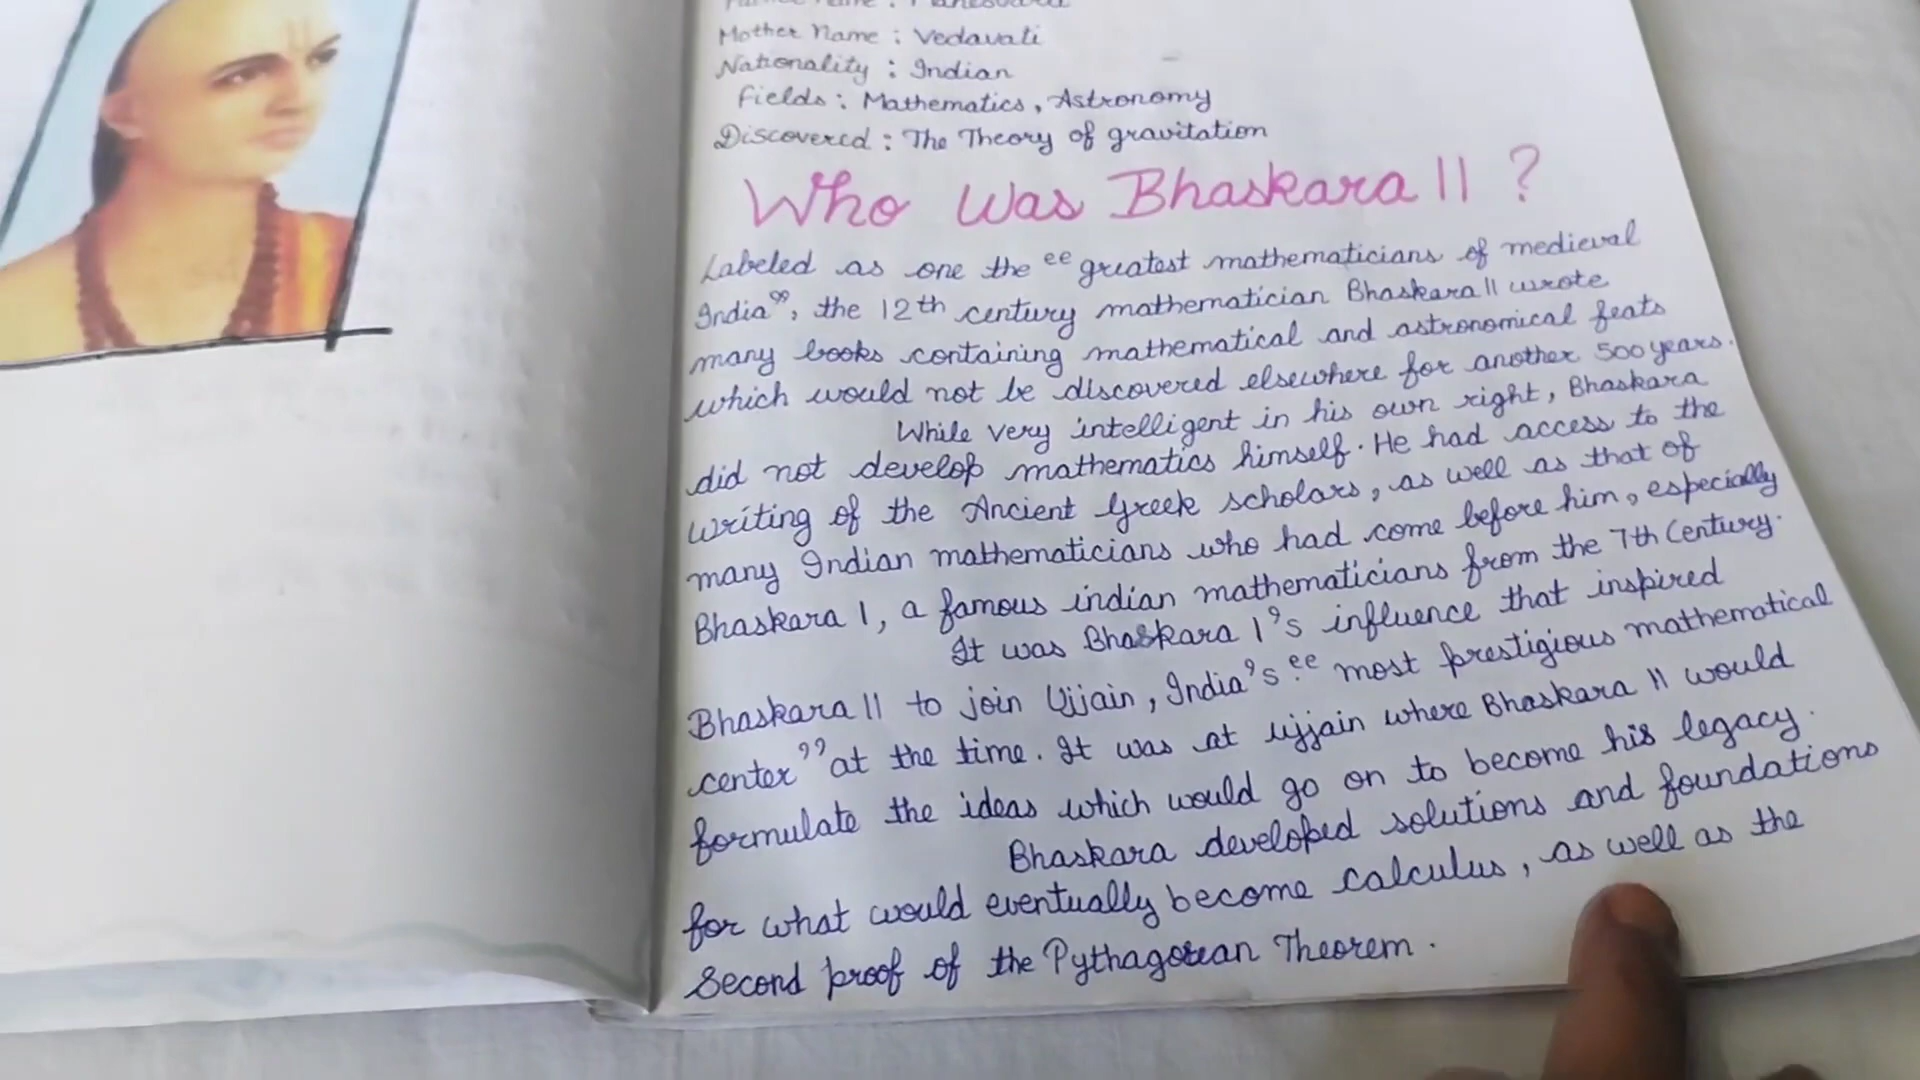 Mother Name : Vedavati
Nationality : Indian
Fields : Mathematics, Astronomy
Discovered : The Theory of gravitation
Who Was Bhaskara II ?
Labeled as one the “greatest mathematicians of medieval
India”, the 12th century mathematician Bhaskara II wrote
many books containing mathematical and astronomical feats
which would not be discovered elsewhere for another 500 years.
While very intelligent in his own right, Bhaskara
did not develop mathematics himself. He had access to the
writing of the Ancient Greek scholars, as well as that of
many Indian mathematicians who had come before him, especially
Bhaskara I, a famous indian mathematicians from the 7th Century.
It was Bhaskara I's influence that inspired
Bhaskara II to join Ujjain, India's “most prestigious mathematical
center” at the time. It was at ujjain where Bhaskara II would
formulate the ideas which would go on to become his legacy.
Bhaskara developed solutions and foundations
for what would eventually become calculus, as well as the
Second proof of the Pythagorean Theorem.